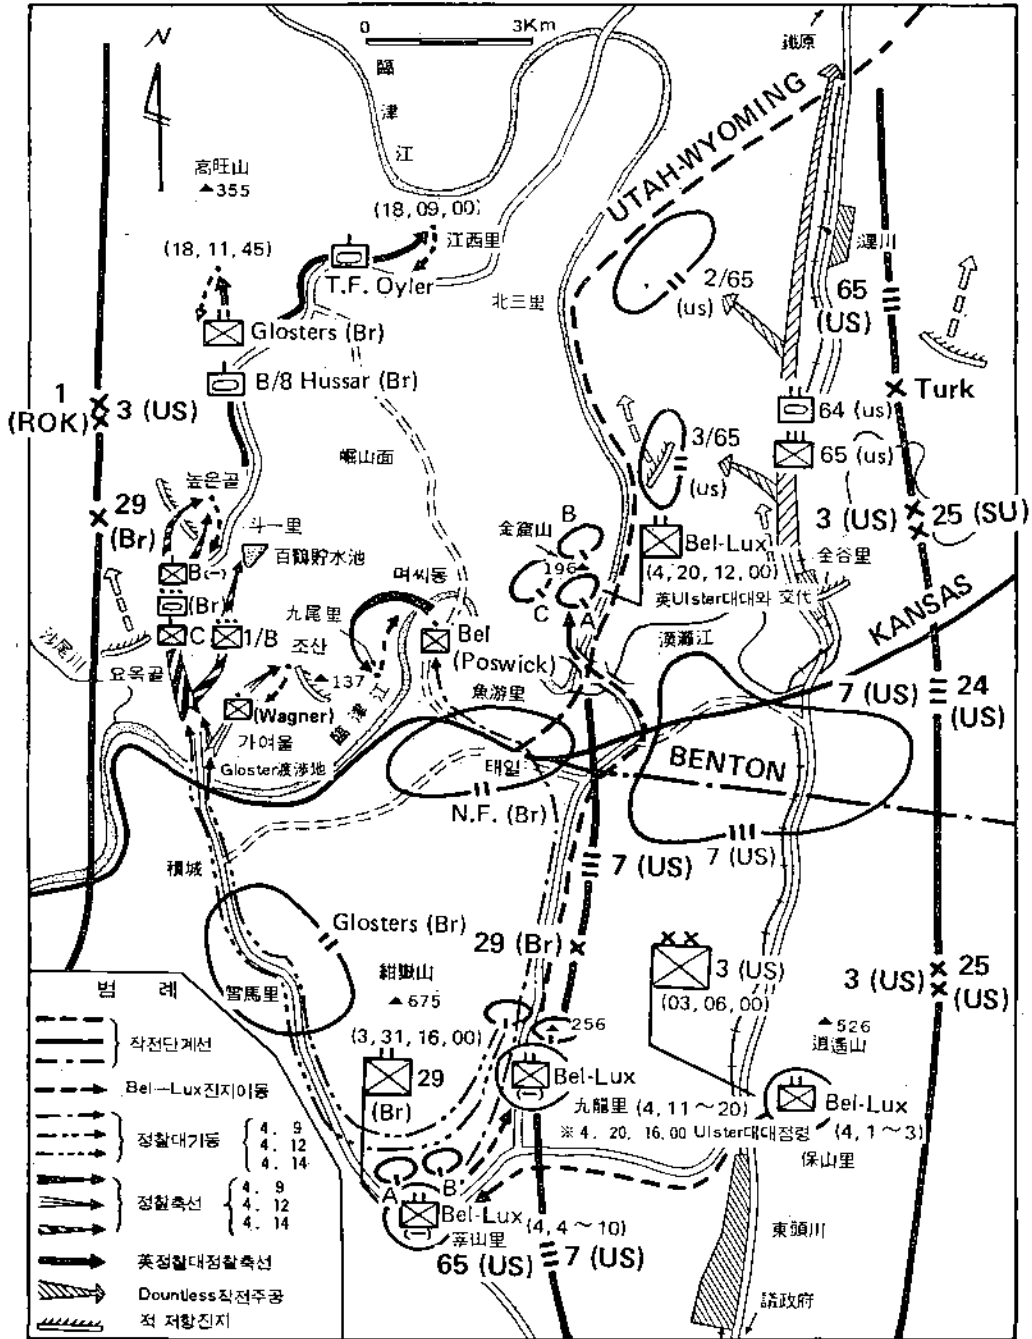 N
0 3Km
臨
津
江
鐵原
高旺山
▲355
UTAH-WYOMING
(18, 09, 00)
江西里
(18, 11, 45)
T.F. Oyler
漣川
2/65
(us)
65
(US)
北三里
Glosters (Br)
B/8 Hussar (Br)
1
(ROK)
3 (US)
Turk
64 (us)
3/65
(us)
65 (us)
嵋山面
높은골
29
(Br)
斗一里
金窟山
B
3 (US)
25 (SU)
百鶴貯水池
B(-)
Bel-Lux
(4, 20, 12, 00)
196
金谷里
며씨동
(Br)
C
A
英Ulster대대와 交代
九尾里
KANSAS
C
1/B
조산
Bel
(Poswick)
漢灘江
沙尾川
요옥골
▲137
魚游里
7 (US)
24
(US)
(Wagner)
가여울
臨
津
江
Gloster渡渉地
태일
BENTON
N.F. (Br)
7 (US)
7 (US)
積城
Glosters (Br)
29 (Br)
3 (US)
(03, 06, 00)
3 (US)
25
(US)
紺嶽山
▲675
雪馬里
▲256
▲526
逍遙山
(3, 31, 16, 00)
29
(Br)
Bel-Lux
(-)
九龍里 (4, 11~20)
※ 4. 20, 16, 00 Ulster대대점령
Bel-Lux
(4, 1~3)
保山里
A
B
Bel-Lux (4, 4~10)
(-)
莘山里
65 (US)
7 (US)
東頭川
議政府
범 례
작전단계선
Bel-Lux진지이동
정찰대기동
4. 9
4. 12
4. 14
정찰축선
4. 9
4. 12
4. 14
英정찰대정찰축선
Dountless작전주공
적 저항진지